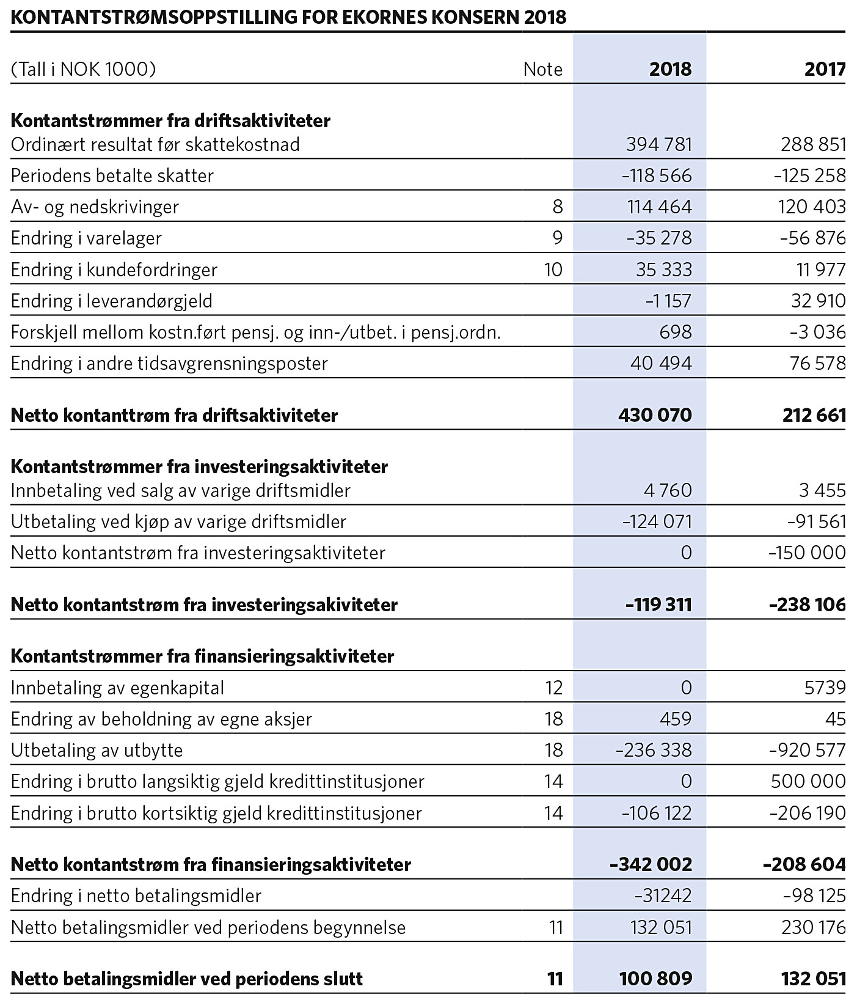 KONTANTSTRØMSOPPSTILLING FOR EKORNES KONSERN 2018
(Tall i NOK 1000) Note 2018 2017
Kontantstrømmer fra driftsaktiviteter
Ordinært resultat før skattekostnad 394 781 288 851
Periodens betalte skatter –118 566 –125 258
Av- og nedskrivinger 8 114 464 120 403
Endring i varelager 9 –35 278 –56 876
Endring i kundefordringer 10 35 333 11 977
Endring i leverandørgjeld –1 157 32 910
Forskjell mellom kostn.ført pensj. og inn-/utbet. i pensj.ordn. 698 –3 036
Endring i andre tidsavgrensningsposter 40 494 76 578
Netto kontanttrøm fra driftsaktiviteter 430 070 212 661
Kontantstrømmer fra investeringsaktiviteter
Innbetaling ved salg av varige driftsmidler 4 760 3 455
Utbetaling ved kjøp av varige driftsmidler –124 071 –91 561
Netto kontantstrøm fra investeringsaktiviteter 0 –150 000
Netto kontantstrøm fra investeringsakiviteter –119 311 –238 106
Kontantstrømmer fra finansieringsaktiviteter
Innbetaling av egenkapital 12 0 5739
Endring av beholdning av egne aksjer 18 459 45
Utbetaling av utbytte 18 –236 338 –920 577
Endring i brutto langsiktig gjeld kredittinstitusjoner 14 0 500 000
Endring i brutto kortsiktig gjeld kredittinstitusjoner 14 –106 122 –206 190
Netto kontantstrøm fra finansieringsaktiviteter –342 002 –208 604
Endring i netto betalingsmidler –31242 –98 125
Netto betalingsmidler ved periodens begynnelse 11 132 051 230 176
Netto betalingsmidler ved periodens slutt 11 100 809 132 051